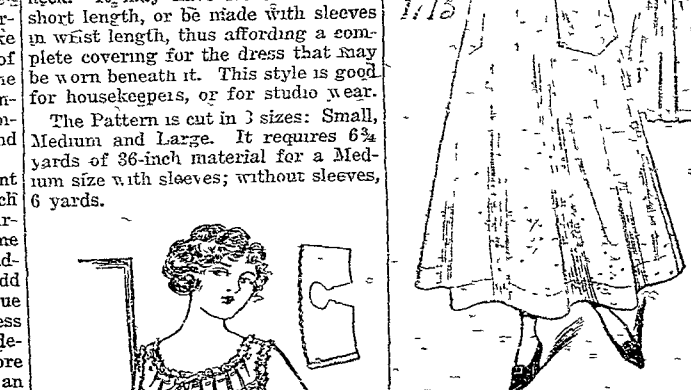 short length, or be made with sleeves
in wrist length, thus affording a com-
plete covering for the dress that may
be worn beneath it. This style is good
for housekeepers, or for studio wear.
The Pattern is cut in 3 sizes: Small,
Medium and Large. It requires 6¾
yards of 36-inch material for a Med-
ium size with sleeves; without sleeves,
6 yards.